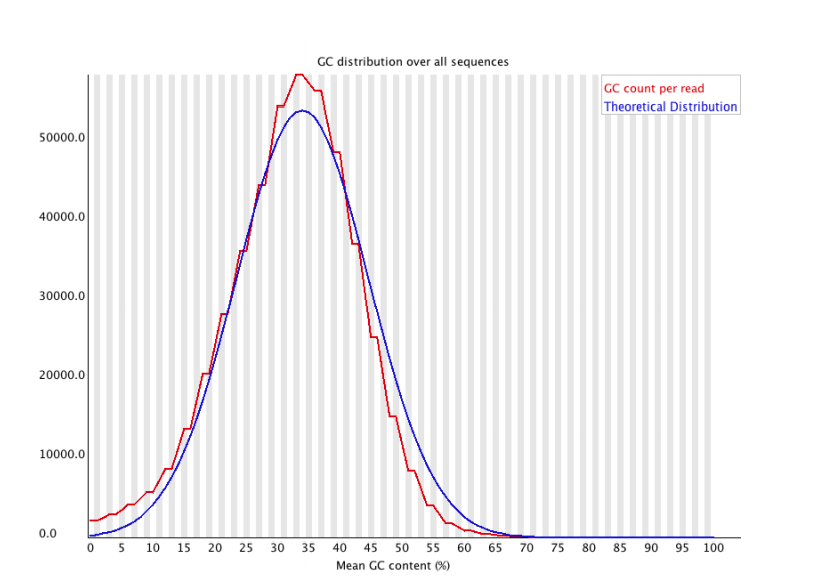 GC distribution over all sequences
GC count per read
Theoretical Distribution
50000.0
40000.0
30000.0
20000.0
10000.0
0.0
0 5 10 15 20 25 30 35 40 45 50 55 60 65 70 75 80 85 90 95 100
Mean GC content (%)